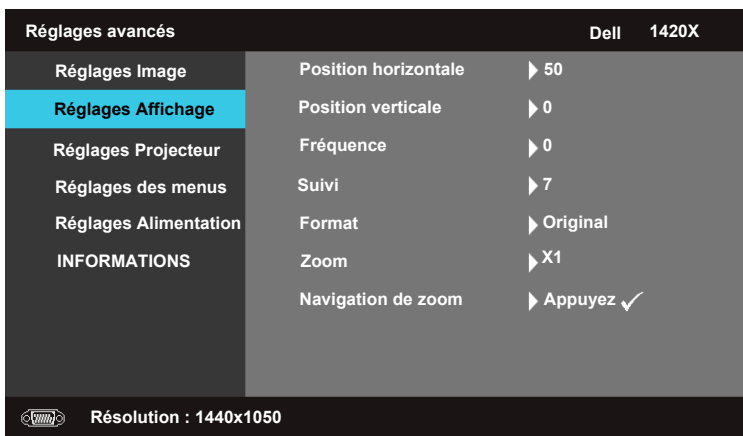 Réglages avancés Dell 1420X
Réglages Image
Réglages Affichage
Réglages Projecteur
Réglages des menus
Réglages Alimentation
INFORMATIONS
Position horizontale 50
Position verticale 0
Fréquence 0
Suivi 7
Format Original
Zoom X1
Navigation de zoom Appuyez
Résolution : 1440x1050